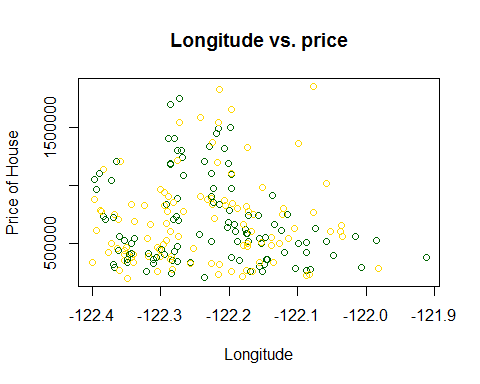 Longitude vs. price
Price of House
1500000
500000
-122.4 -122.3 -122.2 -122.1 -122.0 -121.9
Longitude